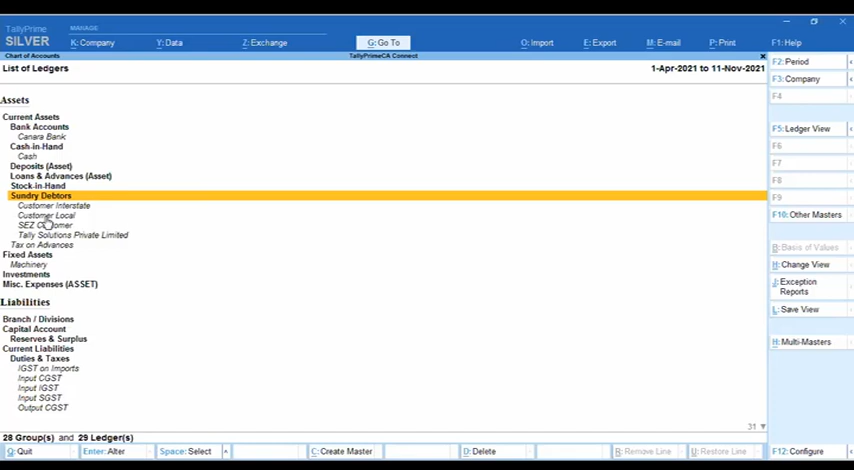 TallyPrime
MANAGE
SILVER
K: Company
Y: Data
Z: Exchange
G: Go To
O: Import
E: Export
M: E-mail
P: Print
F1: Help
Chart of Accounts
TallyPrimeCA Connect
List of Ledgers
1-Apr-2021 to 11-Nov-2021
F2: Period
F3: Company
F4
F5: Ledger View
F6
F7
F8
F9
F10: Other Masters
B: Basis of Values
H: Change View
J: Exception
Reports
L: Save View
H: Multi-Masters
F12: Configure
Assets
Current Assets
Bank Accounts
Canara Bank
Cash-in-Hand
Cash
Deposits (Asset)
Loans & Advances (Asset)
Stock-in-Hand
Sundry Debtors
Customer Interstate
Customer Local
SEZ Customer
Tally Solutions Private Limited
Tax on Advances
Fixed Assets
Machinery
Investments
Misc. Expenses (ASSET)
Liabilities
Branch / Divisions
Capital Account
Reserves & Surplus
Current Liabilities
Duties & Taxes
IGST on Imports
Input CGST
Input IGST
Input SGST
Output CGST
31
28 Group(s) and 29 Ledger(s)
Q: Quit
Enter: Alter
Space: Select
C: Create Master
D: Delete
R: Remove Line
U: Restore Line